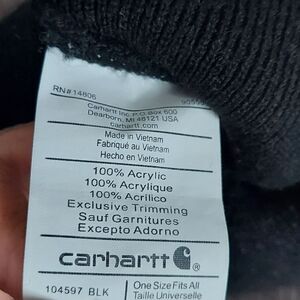 RN#14806
Carhartt Inc P.O. Box 600
Dearborn, MI 48121 USA
carhartt.com
Made in Vietnam
Fabriqué au Vietnam
Hecho en Vietnam
100% Acrylic
100% Acrylique
100% Acrilico
Exclusive Trimming
Sauf Garnitures
Excepto Adorno
carhartt
104597 BLK
One Size Fits All
Taille Universelle